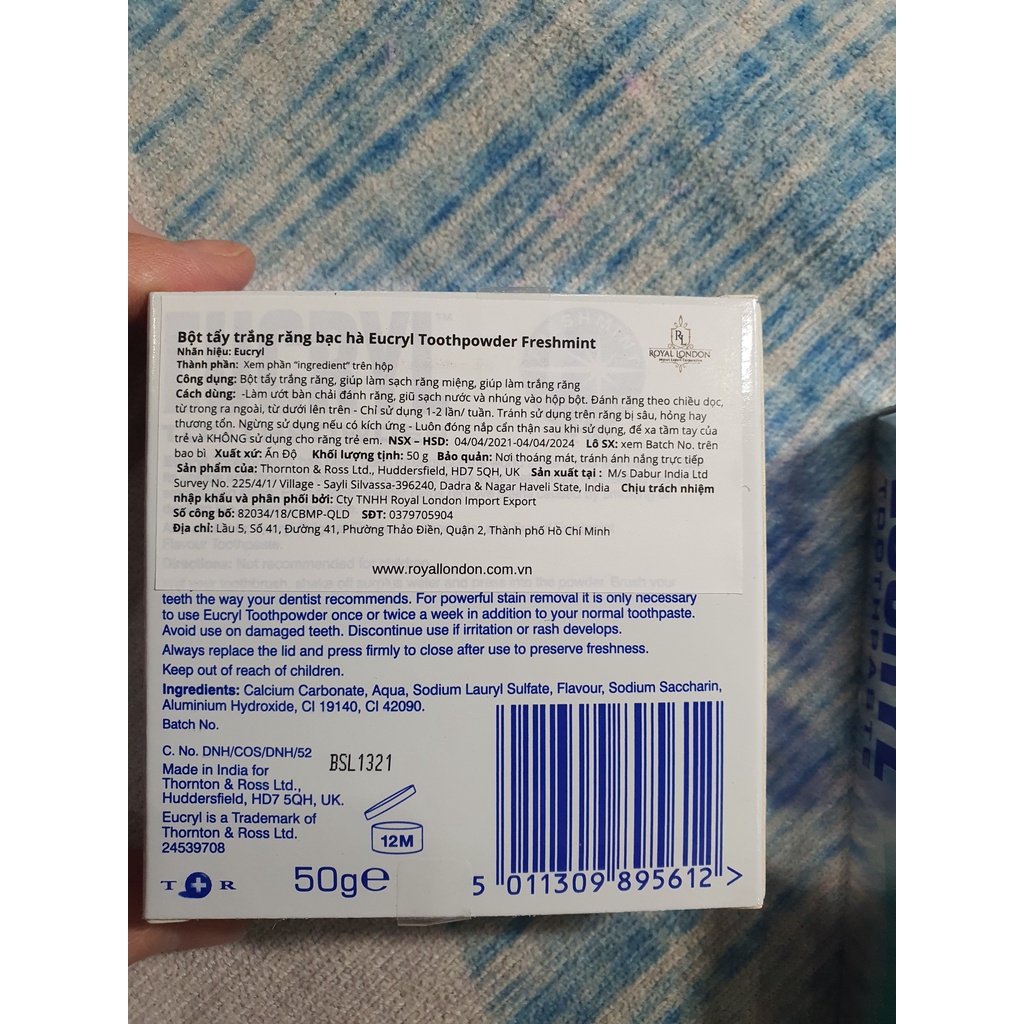 Bột tẩy trắng răng bạc hà Eucryl Toothpowder Freshmint
Nhãn hiệu: Eucryl
Thành phần: Xem phần "ingredient" trên hộp
Công dụng: Bột tẩy trắng răng, giúp làm sạch răng miệng, giúp làm trắng răng
Cách dùng: -Làm ướt bàn chải đánh răng, giũ sạch nước và nhúng vào hộp bột. Đánh răng theo chiều dọc,
từ trong ra ngoài, từ dưới lên trên - Chỉ sử dụng 1-2 lần/ tuần. Tránh sử dụng trên răng bị sâu, hỏng hay
thương tổn. Ngừng sử dụng nếu có kích ứng - Luôn đóng nắp cẩn thận sau khi sử dụng, để xa tầm tay của
trẻ và KHÔNG sử dụng cho răng trẻ em. NSX – HSD: 04/04/2021-04/04/2024 Lô SX: xem Batch No. trên
bao bì Xuất xứ: Ấn Độ Khối lượng tịnh: 50 g Bảo quản: Nơi thoáng mát, tránh ánh nắng trực tiếp
Sản phẩm của: Thornton & Ross Ltd., Huddersfield, HD7 5QH, UK Sản xuất tại : M/s Dabur India Ltd
Survey No. 225/4/1/ Village - Sayli Silvassa-396240, Dadra & Nagar Haveli State, India Chịu trách nhiệm
nhập khẩu và phân phối bởi: Cty TNHH Royal London Import Export
Số công bố: 82034/18/CBMP-QLD SĐT: 0379705904
Địa chỉ: Lầu 5, Số 41, Đường 41, Phường Thảo Điền, Quận 2, Thành phố Hồ Chí Minh
www.royallondon.com.vn
RL
ROYAL LONDON
Flavour Toothpaste.
Directions: Not recommended for
teeth the way your dentist recommends. For powerful stain removal it is only necessary
to use Eucryl Toothpowder once or twice a week in addition to your normal toothpaste.
Avoid use on damaged teeth. Discontinue use if irritation or rash develops.
Always replace the lid and press firmly to close after use to preserve freshness.
Keep out of reach of children.
Ingredients: Calcium Carbonate, Aqua, Sodium Lauryl Sulfate, Flavour, Sodium Saccharin,
Aluminium Hydroxide, CI 19140, CI 42090.
Batch No.
C. No. DNH/COS/DNH/52
BSL1321
Made in India for
Thornton & Ross Ltd.,
Huddersfield, HD7 5QH, UK.
Eucryl is a Trademark of
Thornton & Ross Ltd.
24539708
12M
T R
50g℮
5 011309 895612 >
TOOTHPASTE